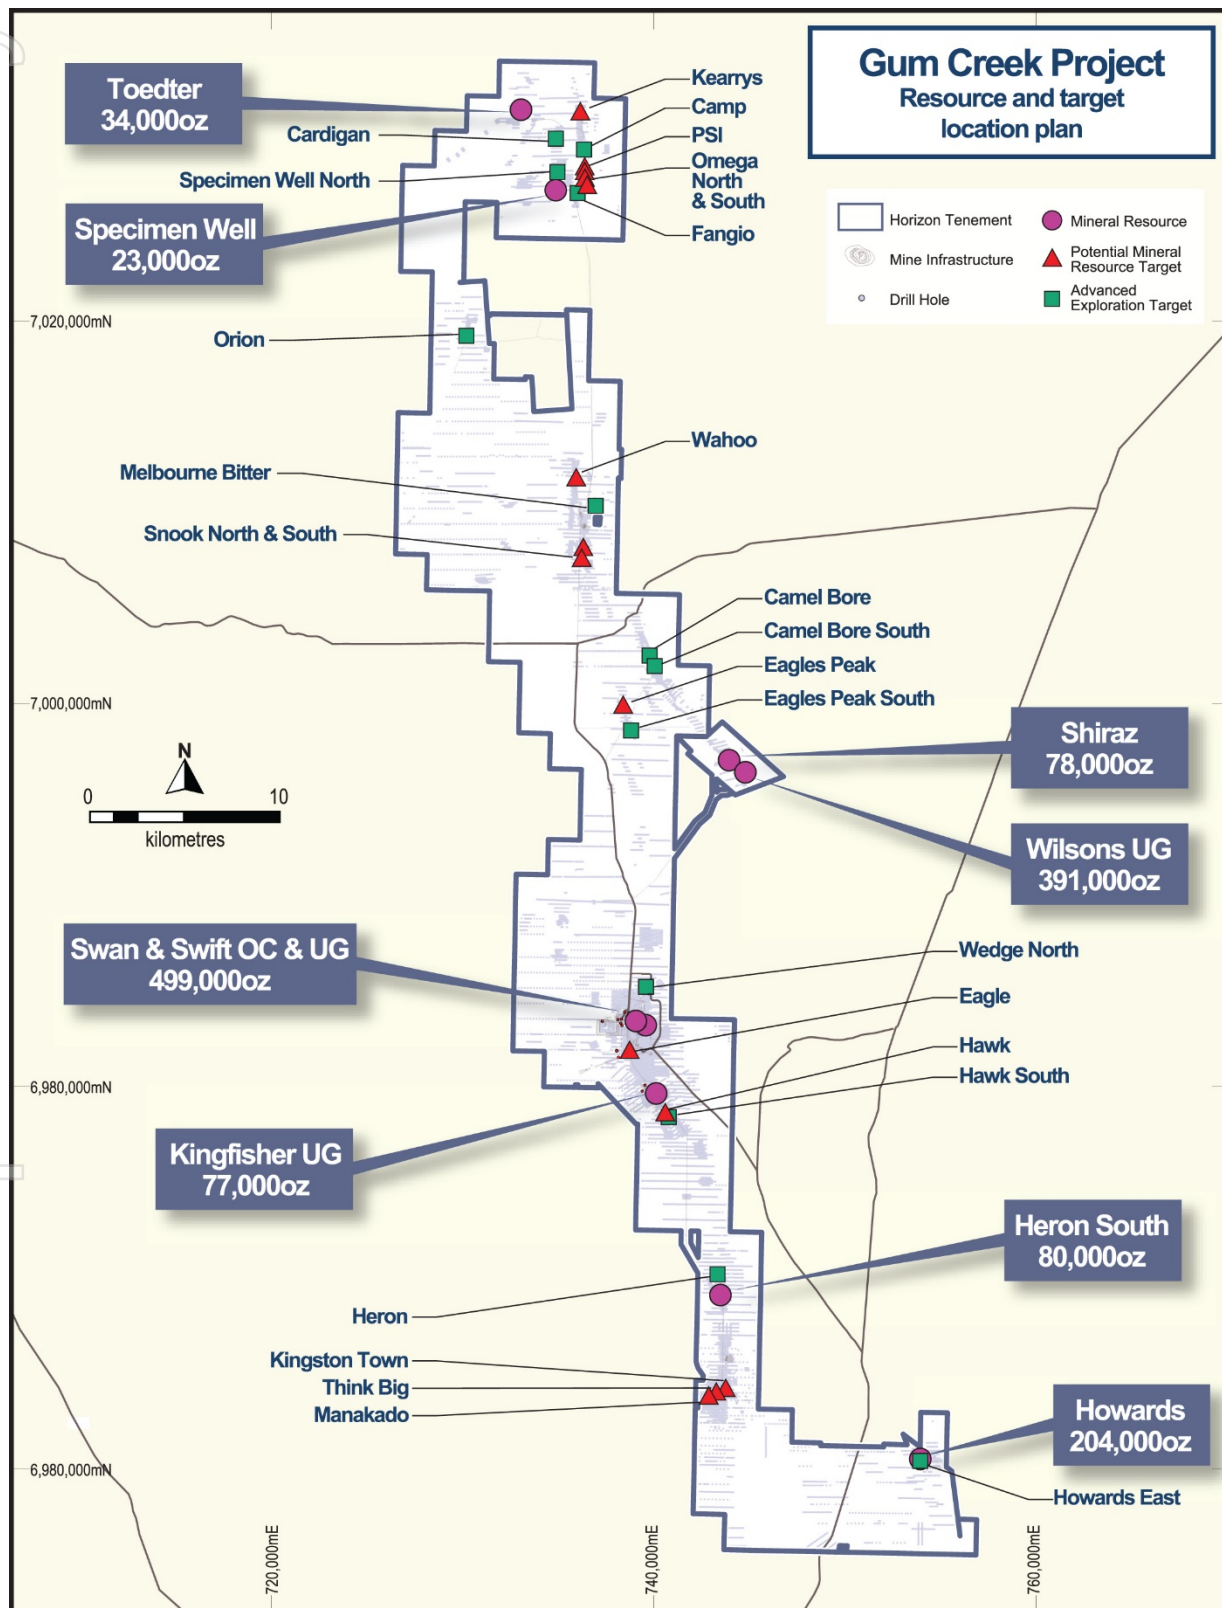 Gum Creek Project
Resource and target
location plan
Horizon Tenement
Mine Infrastructure
Drill Hole
Mineral Resource
Potential Mineral
Resource Target
Advanced
Exploration Target
Toedter
34,000oz
Kearrys
Camp
Cardigan
PSI
Omega
North
& South
Specimen Well North
Specimen Well
23,000oz
Fangio
7,020,000mN
Orion
Wahoo
Melbourne Bitter
Snook North & South
Camel Bore
Camel Bore South
Eagles Peak
Eagles Peak South
7,000,000mN
Shiraz
78,000oz
N
0 10
kilometres
Wilsons UG
391,000oz
Swan & Swift OC & UG
499,000oz
Wedge North
Eagle
Hawk
Hawk South
6,980,000mN
Kingfisher UG
77,000oz
Heron South
80,000oz
Heron
Kingston Town
Think Big
Manakado
Howards
204,000oz
6,980,000mN
Howards East
720,000mE
740,000mE
760,000mE